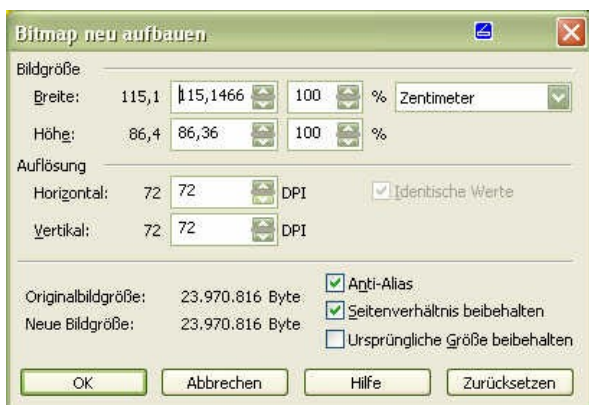 Bitmap neu aufbauen
Bildgröße
Breite: 115,1 115,1466 100 % Zentimeter
Höhe: 86,4 86,36 100 %
Auflösung
Horizontal: 72 72 DPI Identische Werte
Vertikal: 72 72 DPI
Originalbildgröße: 23.970.816 Byte
Neue Bildgröße: 23.970.816 Byte
Anti-Alias
Seitenverhältnis beibehalten
Ursprüngliche Größe beibehalten
OK Abbrechen Hilfe Zurücksetzen